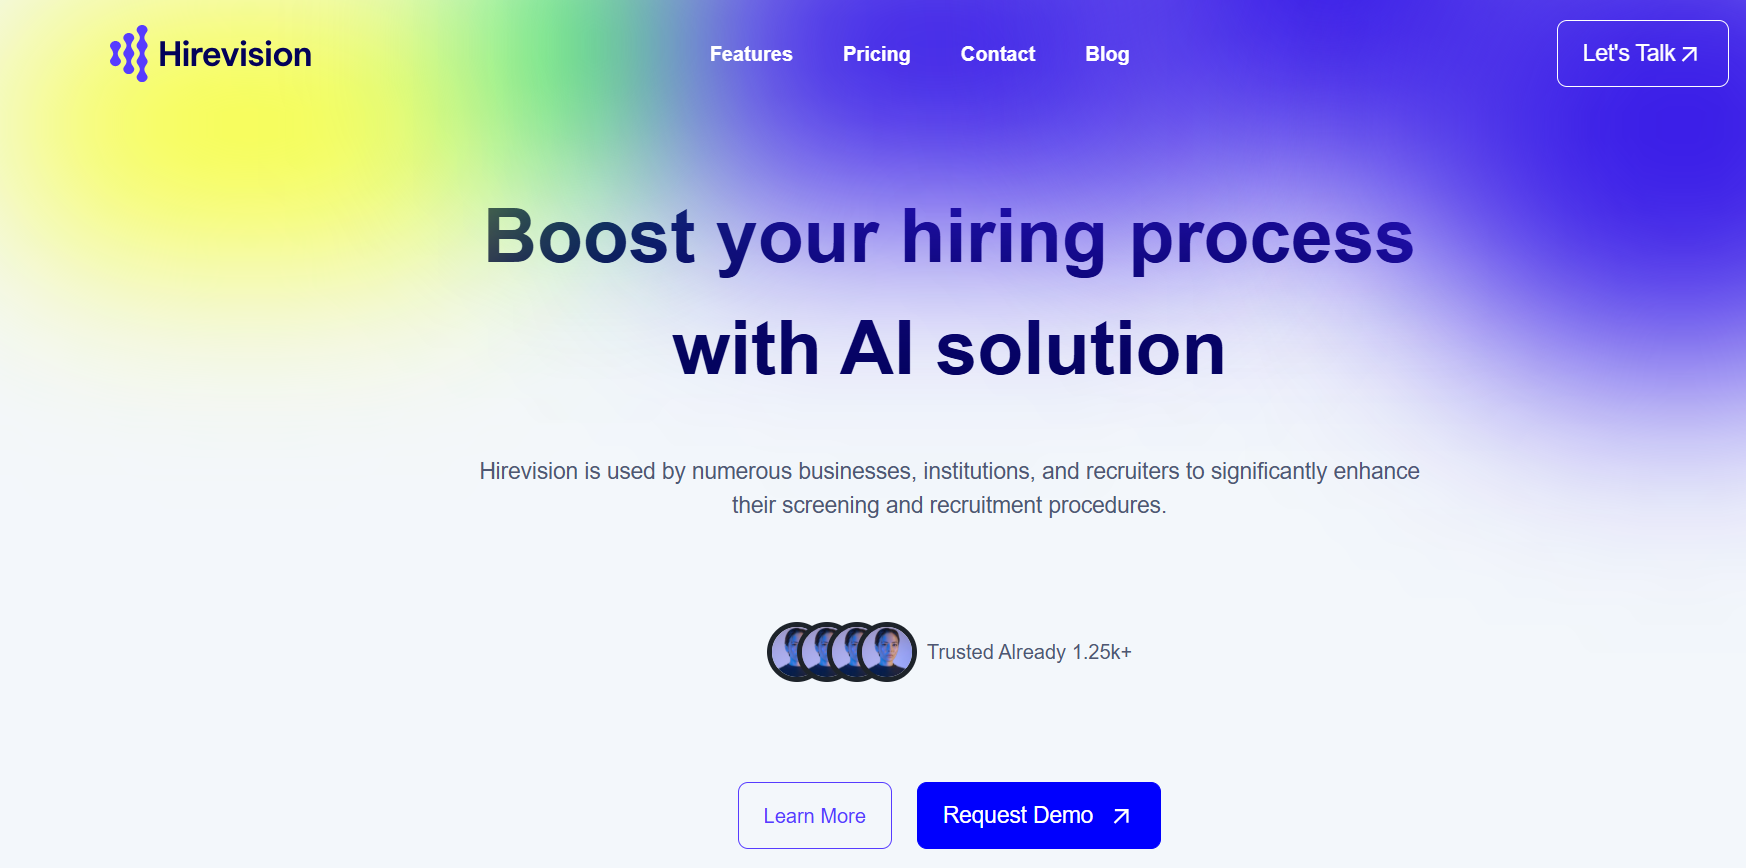 Hirevision
Features
Pricing
Contact
Blog
Let's Talk
Boost your hiring process
with AI solution
Hirevision is used by numerous businesses, institutions, and recruiters to significantly enhance
their screening and recruitment procedures.
Trusted Already 1.25k+
Learn More
Request Demo